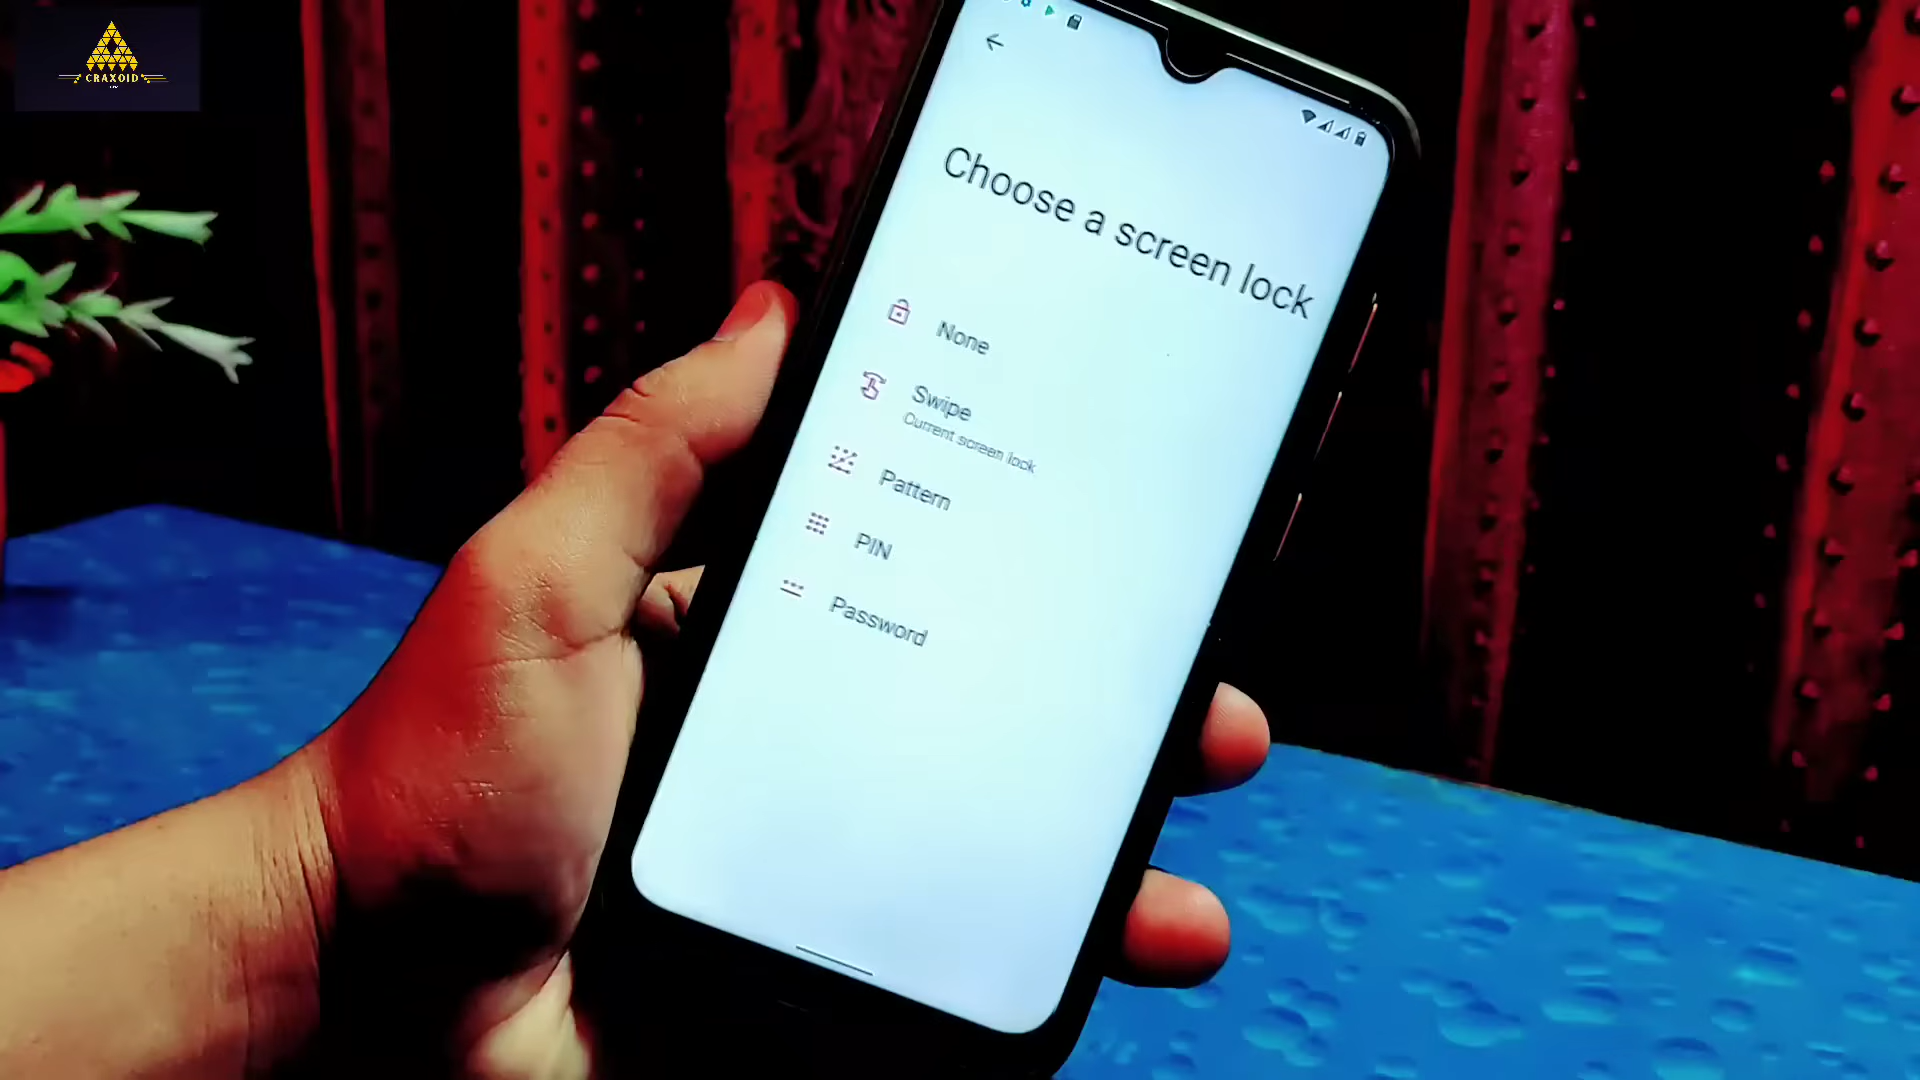 CRAXOID
Choose a screen lock
None
Swipe
Current screen lock
Pattern
PIN
Password